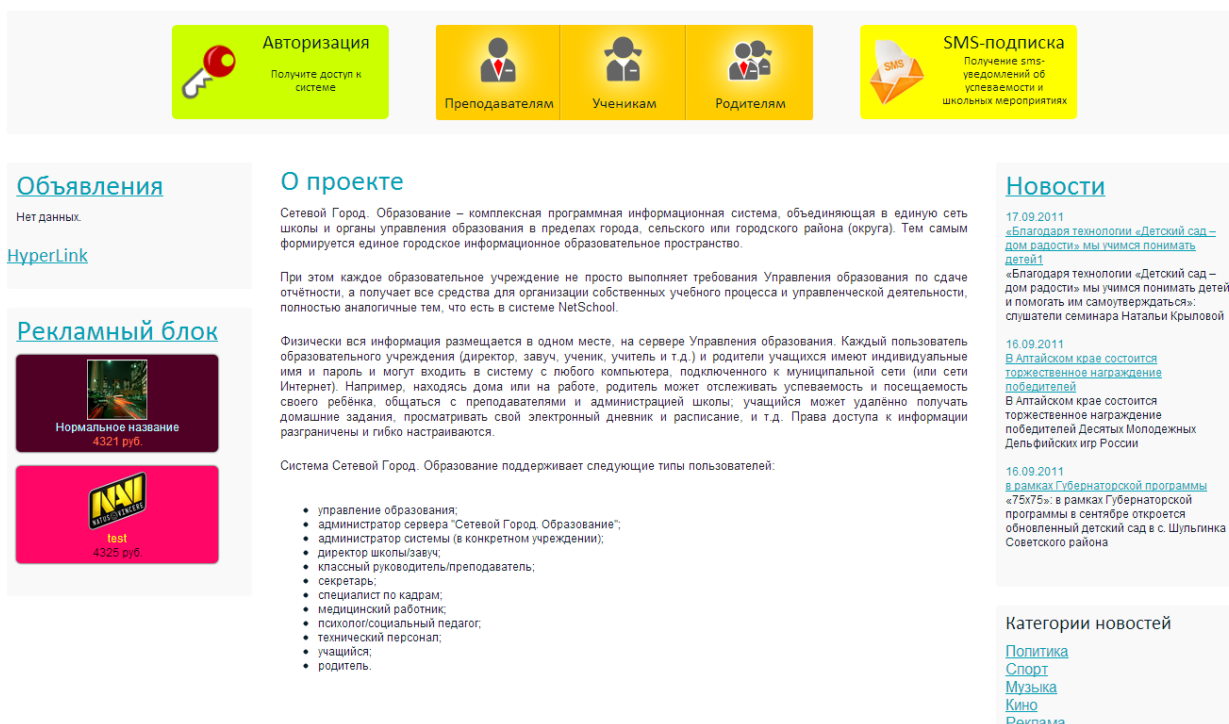 Авторизация
Получите доступ к
системе
Преподавателям
Ученикам
Родителям
SMS
SMS-подписка
Получение sms-
уведомлений об
успеваемости и
школьных мероприятиях
Объявления
Нет данных.
HyperLink
Рекламный блок
Нормальное название
4321 руб.
NAVI
NATUS VINCERE
test
4325 руб.
О проекте
Сетевой Город. Образование – комплексная программная информационная система, объединяющая в единую сеть
школы и органы управления образования в пределах города, сельского или городского района (округа). Тем самым
формируется единое городское информационное образовательное пространство.
При этом каждое образовательное учреждение не просто выполняет требования Управления образования по сдаче
отчётности, а получает все средства для организации собственных учебного процесса и управленческой деятельности,
полностью аналогичные тем, что есть в системе NetSchool.
Физически вся информация размещается в одном месте, на сервере Управления образования. Каждый пользователь
образовательного учреждения (директор, завуч, ученик, учитель и т.д.) и родители учащихся имеют индивидуальные
имя и пароль и могут входить в систему с любого компьютера, подключенного к муниципальной сети (или сети
Интернет). Например, находясь дома или на работе, родитель может отслеживать успеваемость и посещаемость
своего ребёнка, общаться с преподавателями и администрацией школы; учащийся может удалённо получать
домашние задания, просматривать свой электронный дневник и расписание, и т.д. Права доступа к информации
разграничены и гибко настраиваются.
Система Сетевой Город. Образование поддерживает следующие типы пользователей:
управление образования;
администратор сервера "Сетевой Город. Образование";
администратор системы (в конкретном учреждении);
директор школы/завуч;
классный руководитель/преподаватель;
секретарь;
специалист по кадрам;
медицинский работник;
психолог/социальный педагог;
технический персонал;
учащийся;
родитель.
Новости
17.09.2011
«Благодаря технологии «Детский сад –
дом радости» мы учимся понимать
детей1
«Благодаря технологии «Детский сад –
дом радости» мы учимся понимать детей
и помогать им самоутверждаться»:
слушатели семинара Натальи Крыловой
16.09.2011
В Алтайском крае состоится
торжественное награждение
победителей
В Алтайском крае состоится
торжественное награждение
победителей Десятых Молодежных
Дельфийских игр России
16.09.2011
в рамках Губернаторской программы
«75x75»: в рамках Губернаторской
программы в сентябре откроется
обновленный детский сад в с. Шульгинка
Советского района
Категории новостей
Политика
Спорт
Музыка
Кино
Реклама